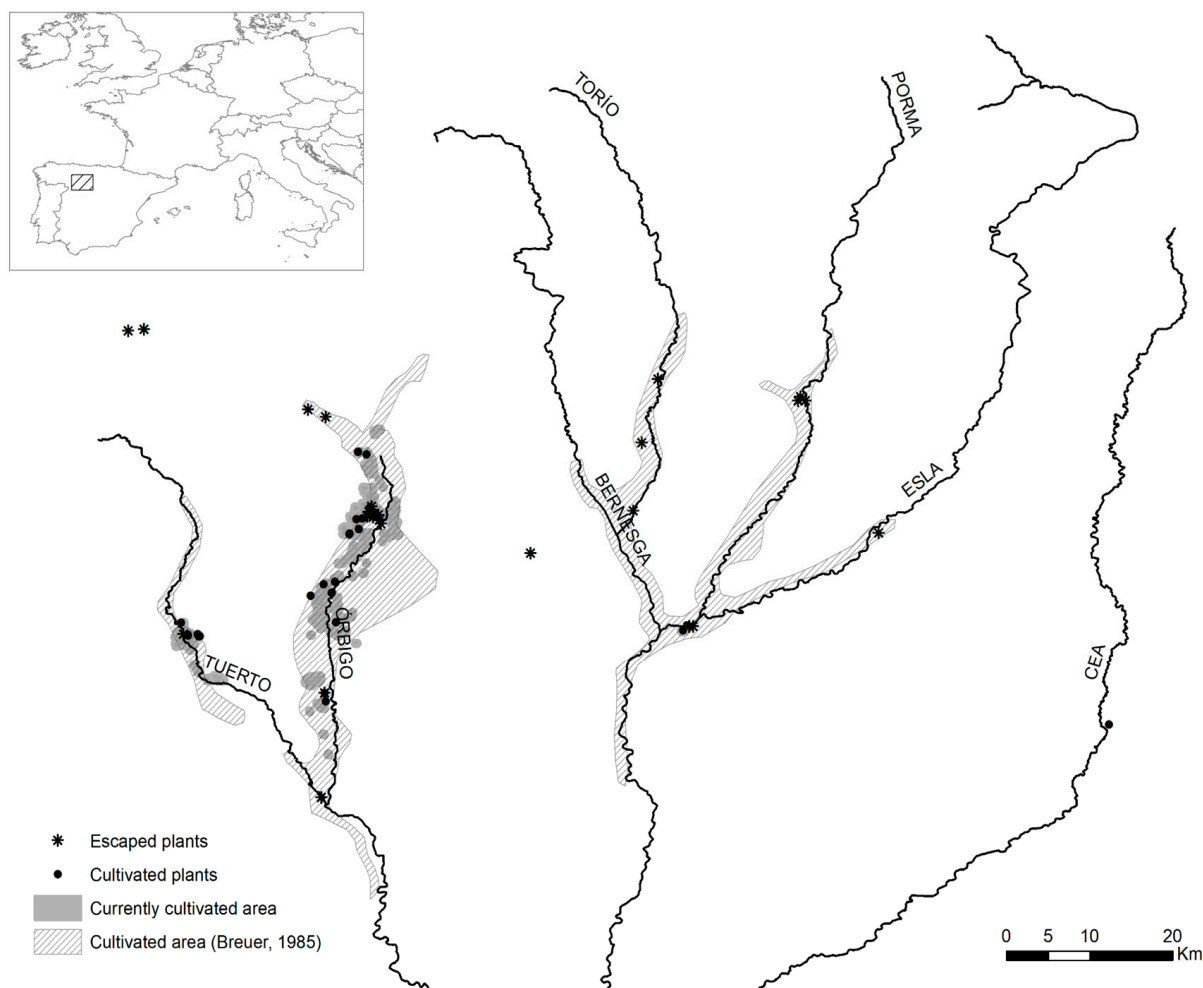 TORÍO
PORMA
BERNESGA
ESLA
ÓRBIGO
TUERTO
CEA
Escaped plants
Cultivated plants
Currently cultivated area
Cultivated area (Breuer, 1985)
0 5 10 20
Km